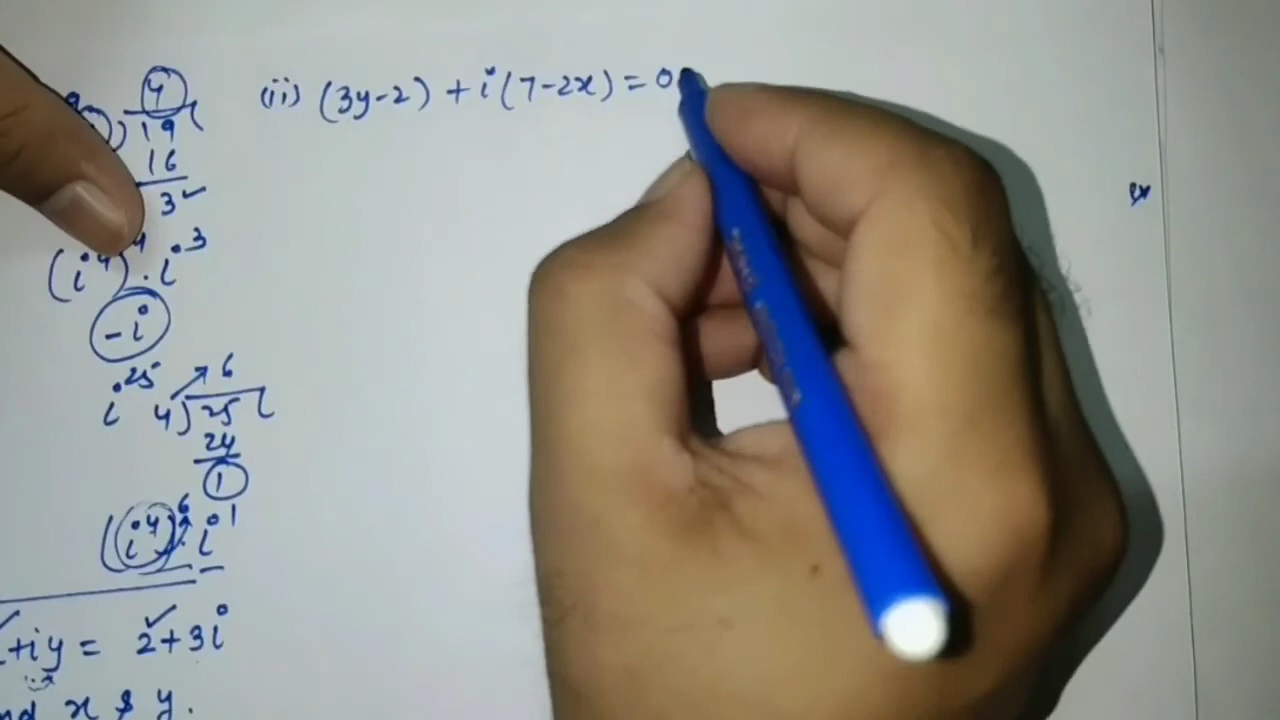 4
19
16
3
(i⁴)⁴ · i³
-i
i²⁵ 4) 25 ( 6
24
1
((i⁴)⁶ · i¹
+iy = 2+3i
x & y.
(ii) (3y-2) + i(7-2x) = 0